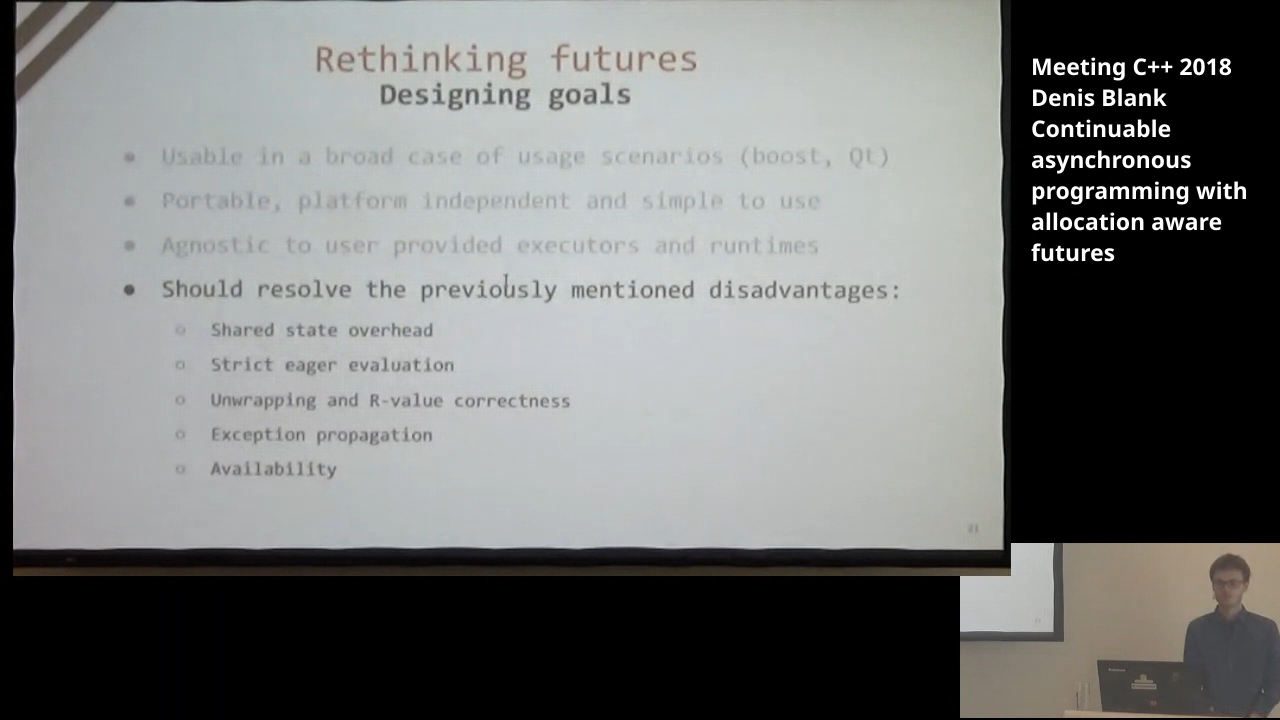 Rethinking futures
Designing goals
● Usable in a broad case of usage scenarios (boost, Qt)
● Portable, platform independent and simple to use
● Agnostic to user provided executors and runtimes
● Should resolve the previously mentioned disadvantages:
○ Shared state overhead
○ Strict eager evaluation
○ Unwrapping and R-value correctness
○ Exception propagation
○ Availability
21
Meeting C++ 2018
Denis Blank
Continuable
asynchronous
programming with
allocation aware
futures